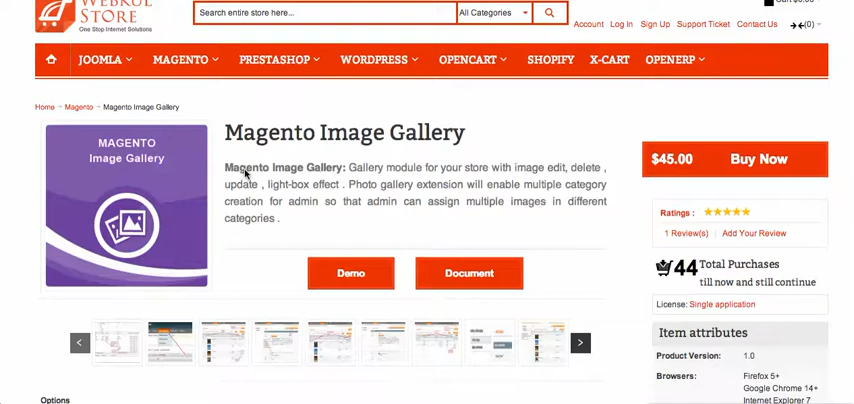 STORE
One Stop Internet Solutions
Search entire store here...
All Categories
Account Log In Sign Up Support Ticket Contact Us
(0)
JOOMLA MAGENTO PRESTASHOP WORDPRESS OPENCART SHOPIFY X-CART OPENERP
Home → Magento → Magento Image Gallery
MAGENTO
Image Gallery
Magento Image Gallery
Magento Image Gallery: Gallery module for your store with image edit, delete ,
update , light-box effect . Photo gallery extension will enable multiple category
creation for admin so that admin can assign multiple images in different
categories .
Demo
Document
$45.00 Buy Now
Ratings :
1 Review(s) | Add Your Review
44 Total Purchases
till now and still continue
License: Single application
Item attributes
Product Version: 1.0
Browsers: Firefox 5+
Google Chrome 14+
Internet Explorer 7
Options